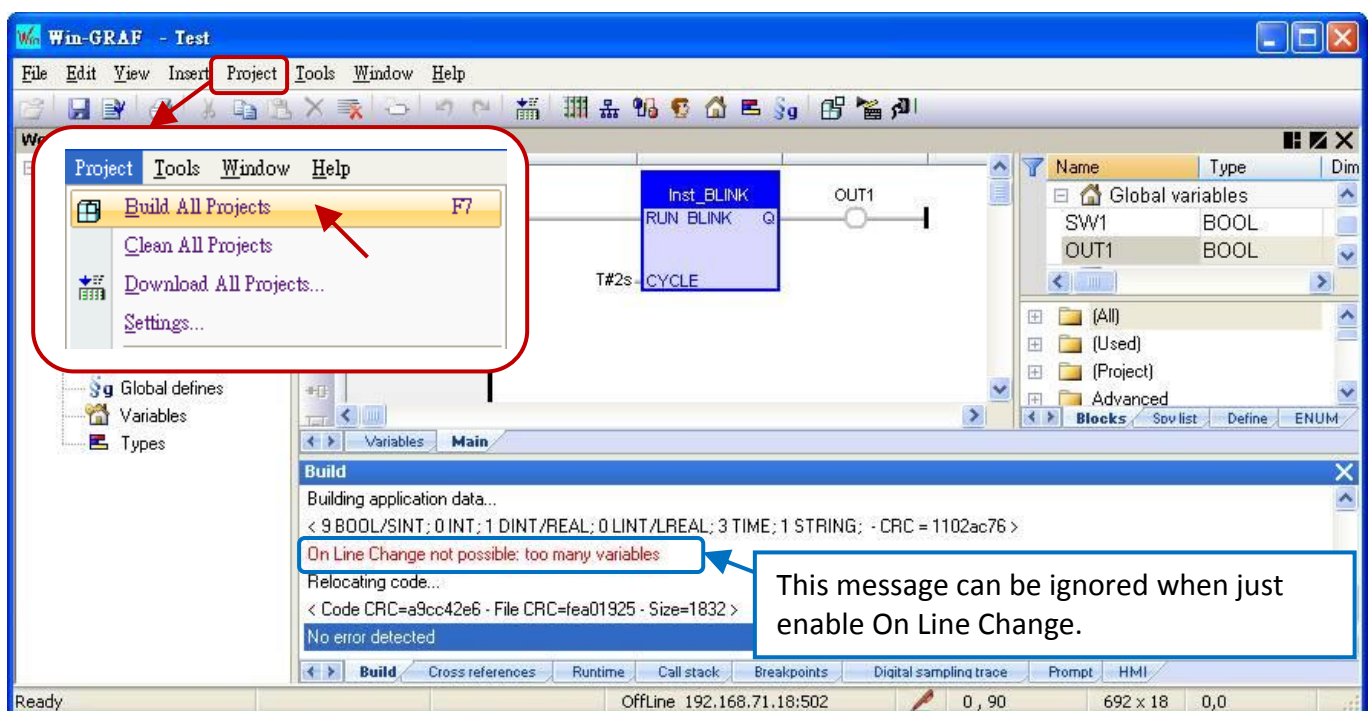 Win-GRAF - Test
File Edit View Insert Project Tools Window Help
Project Tools Window Help
Build All Projects F7
Clean All Projects
Download All Projects...
Settings...
Global defines
Variables
Types
Inst_BLINK
RUN BLINK Q
OUT1
T#2s CYCLE
Variables Main
Name Type Dim
Global variables
SW1 BOOL
OUT1 BOOL
(All)
(Used)
(Project)
Advanced
Blocks Spy list Define ENUM
Build
Building application data...
< 9 BOOL/SINT; 0 INT; 1 DINT/REAL; 0 LINT/LREAL; 3 TIME; 1 STRING; - CRC = 1102ac76 >
On Line Change not possible: too many variables
Relocating code...
< Code CRC=a9cc42e6 - File CRC=fea01925 - Size=1832 >
No error detected
This message can be ignored when just
enable On Line Change.
Build Cross references Runtime Call stack Breakpoints Digital sampling trace Prompt HMI
Ready OffLine 192.168.71.18:502 0 , 90 692 x 18 0,0